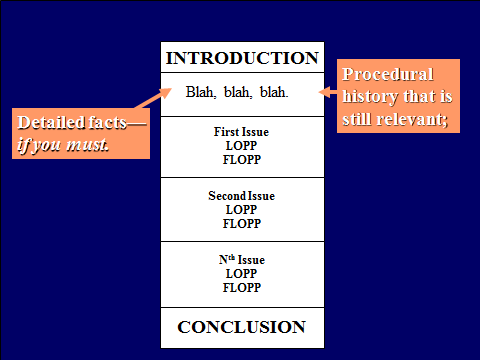 INTRODUCTION
Blah, blah, blah.
Procedural
history that is
still relevant;
Detailed facts—
if you must.
First Issue
LOPP
FLOPP
Second Issue
LOPP
FLOPP
Nth Issue
LOPP
FLOPP
CONCLUSION